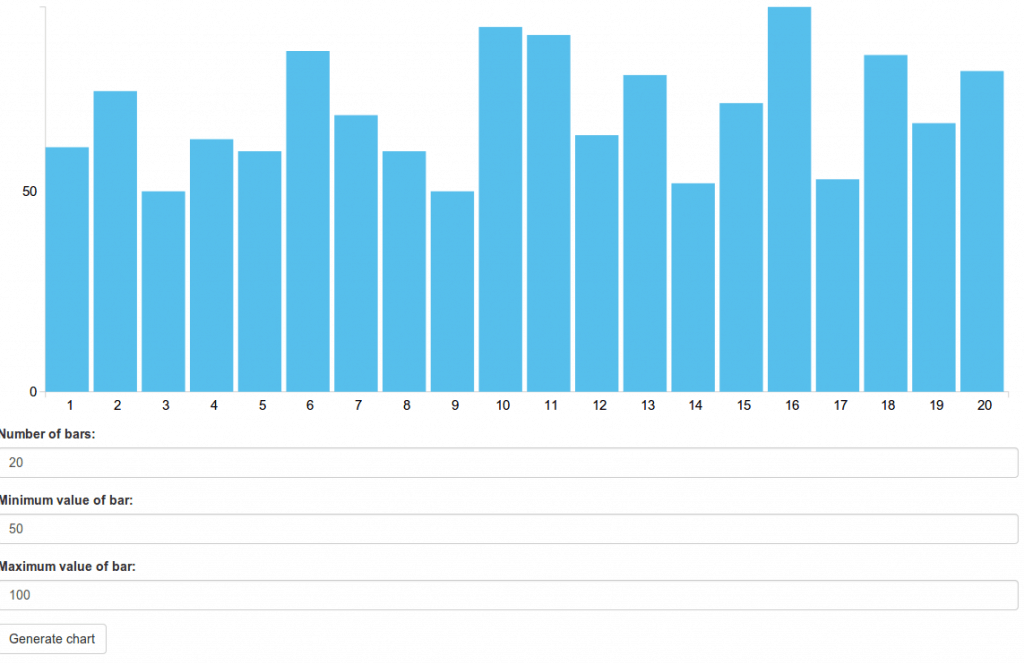 50
0
1 2 3 4 5 6 7 8 9 10 11 12 13 14 15 16 17 18 19 20
Number of bars:
20
Minimum value of bar:
50
Maximum value of bar:
100
Generate chart